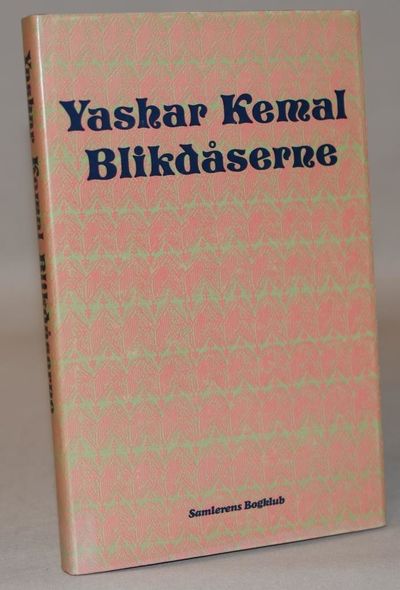 Yashar Kemal
Blikdåserne
Samlerens Bogklub
Yashar Kemal Blikdåserne